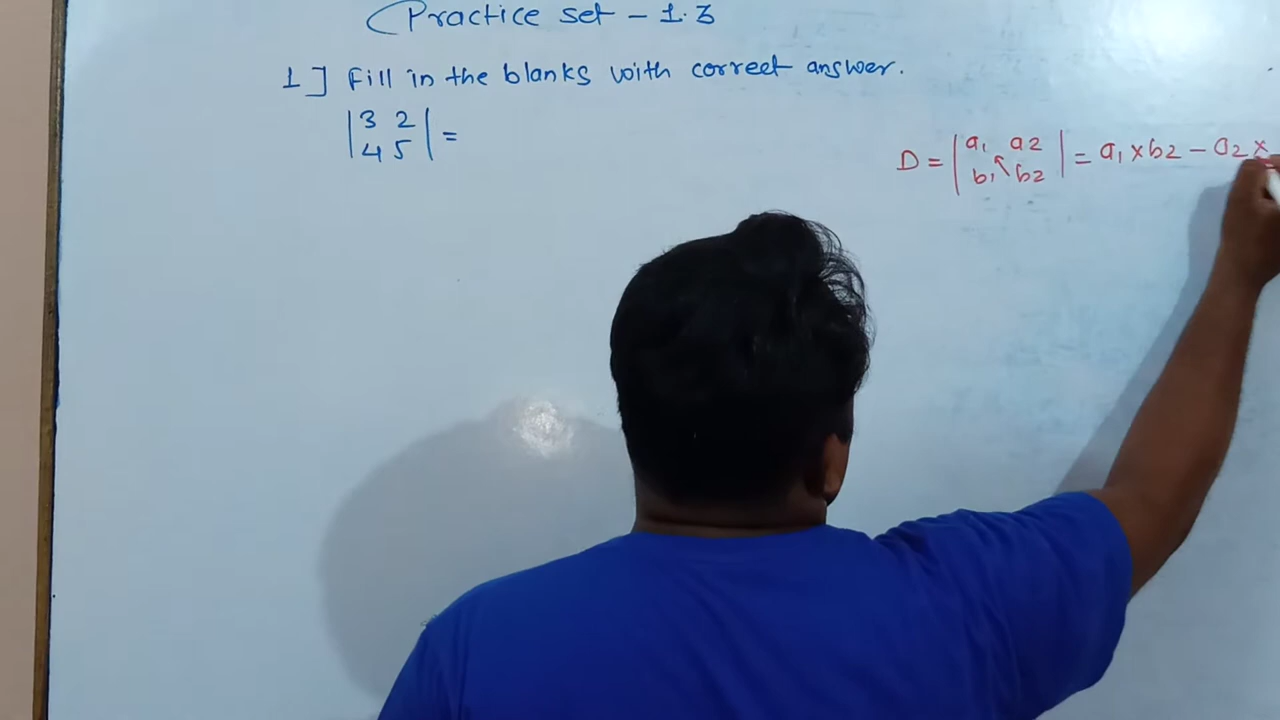 Practice set - 1.3
1] Fill in the blanks with correct answer.
|3 2|
|4 5| =
D = |a₁ a2|
|b₁ b2| = a₁ × b2 - a2 ×